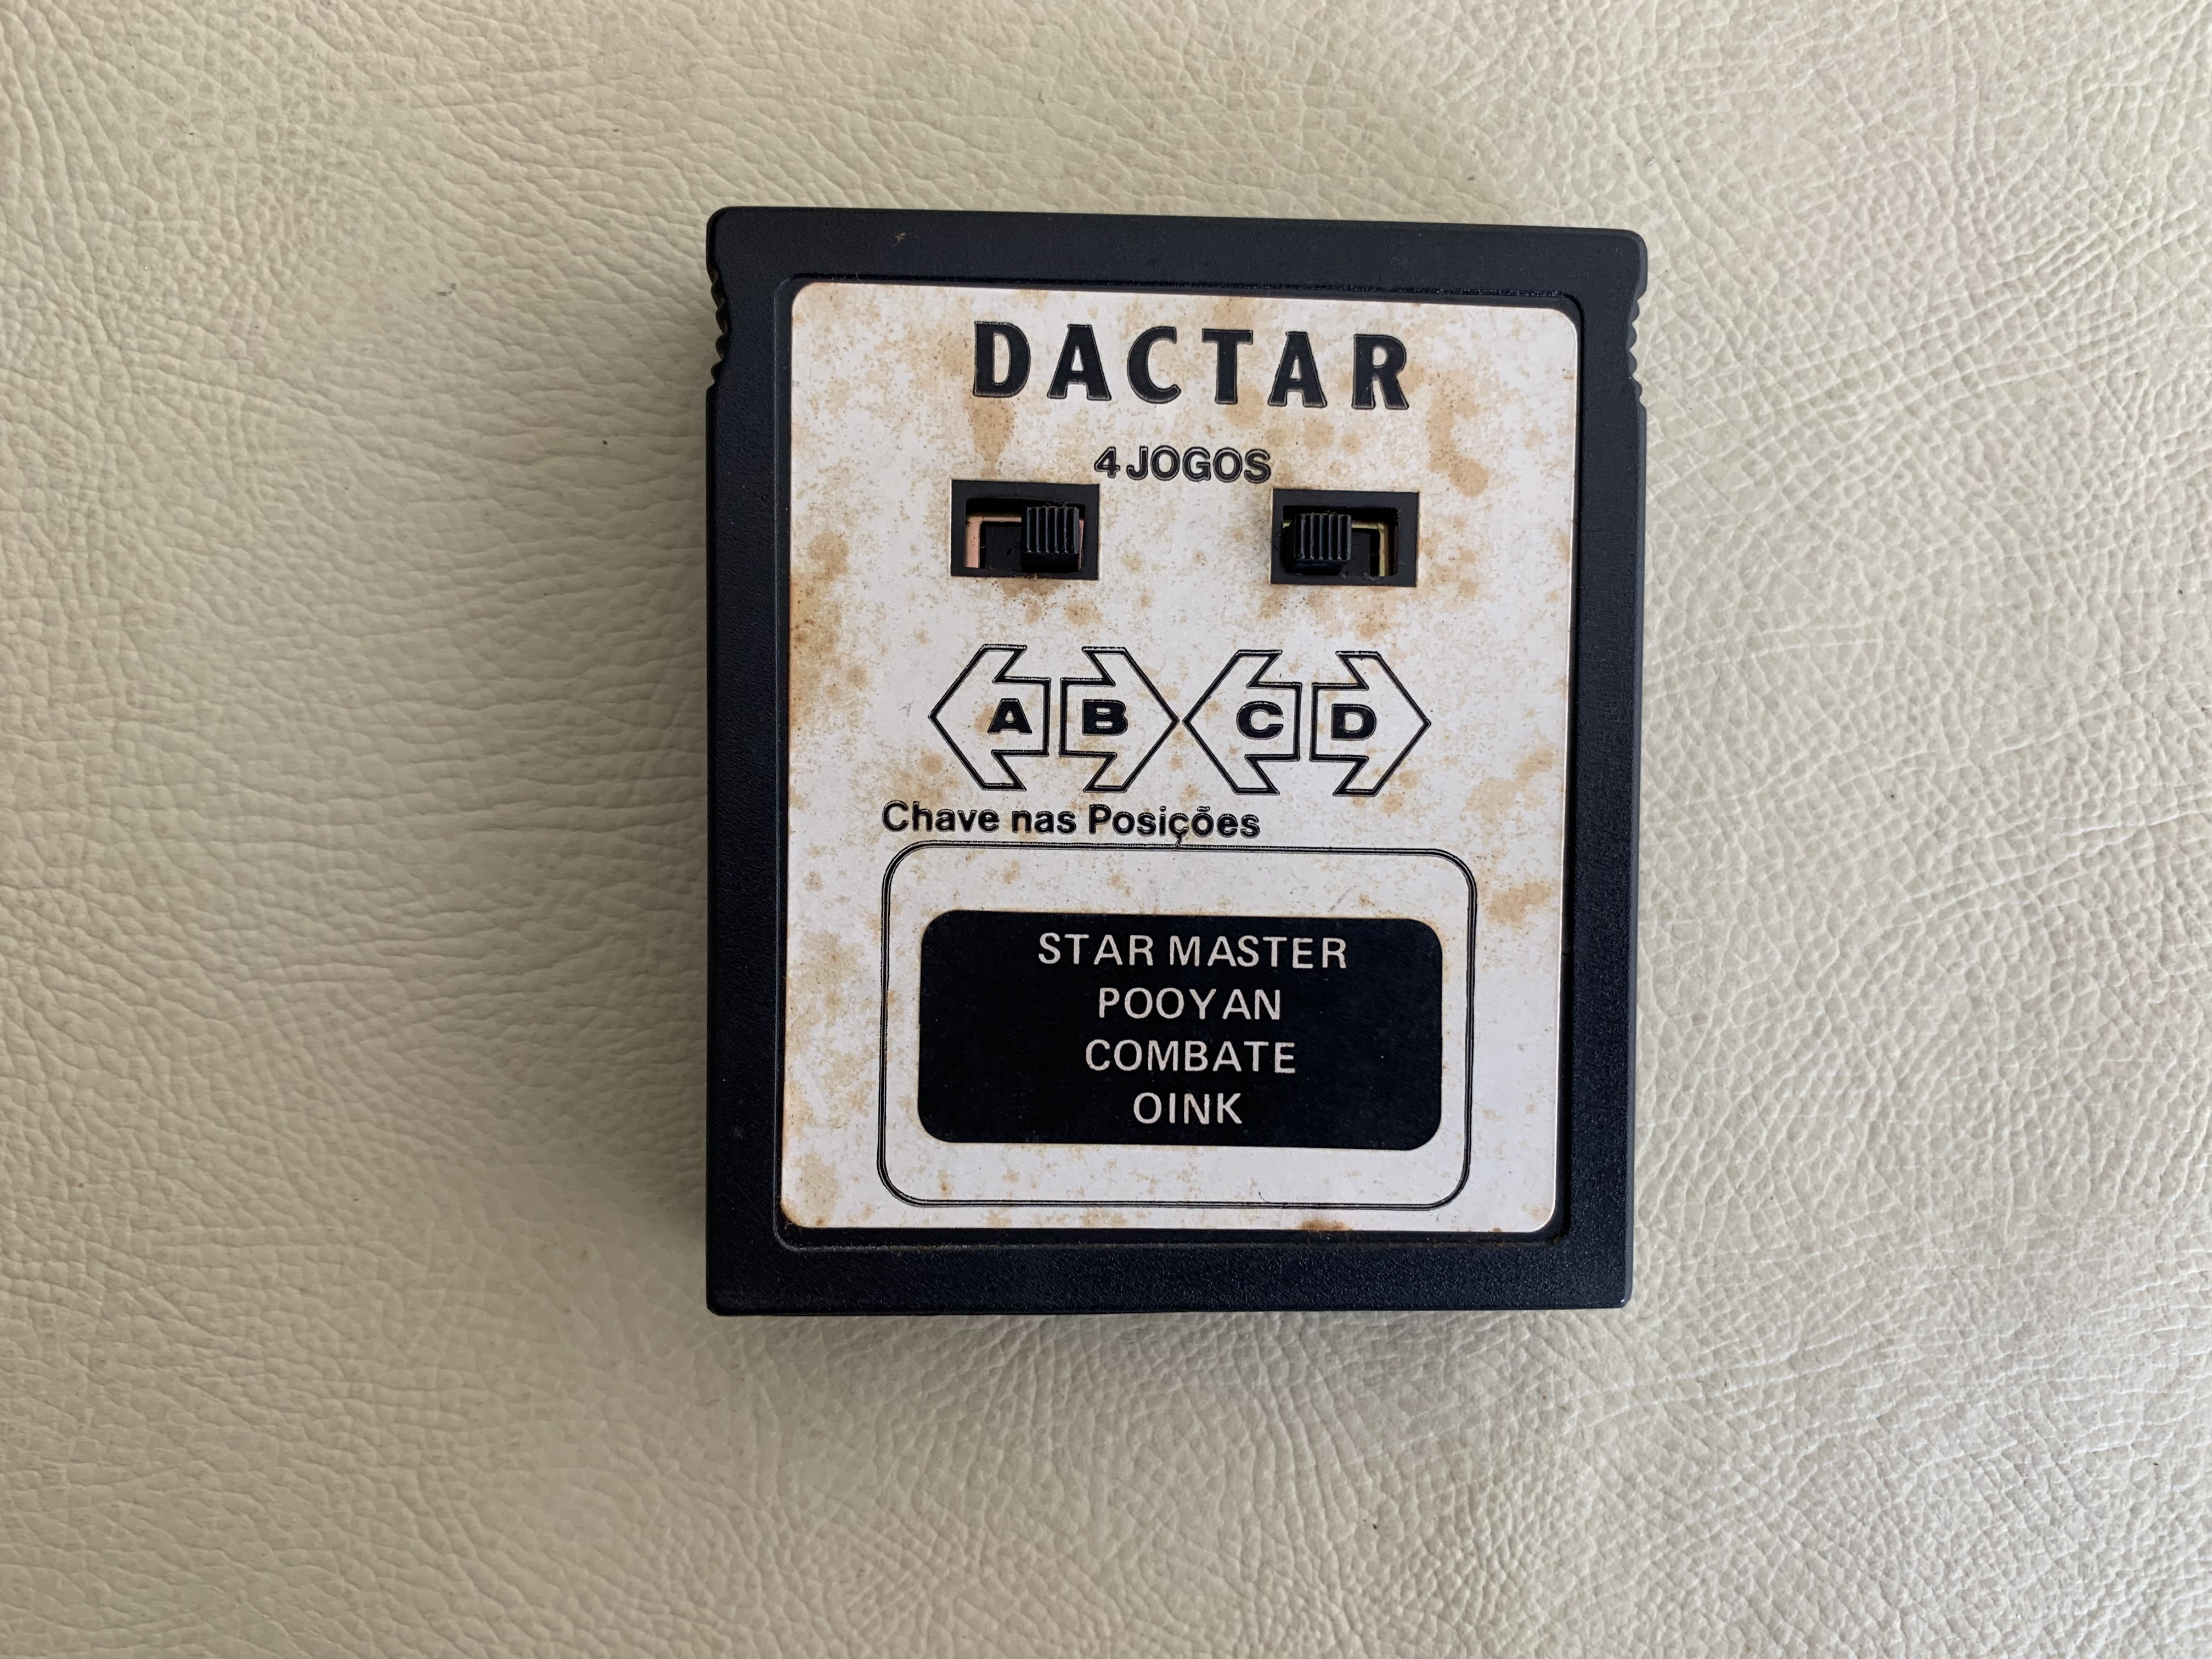 DACTAR
4 JOGOS
A B C D
Chave nas Posições
STAR MASTER
POOYAN
COMBATE
OINK